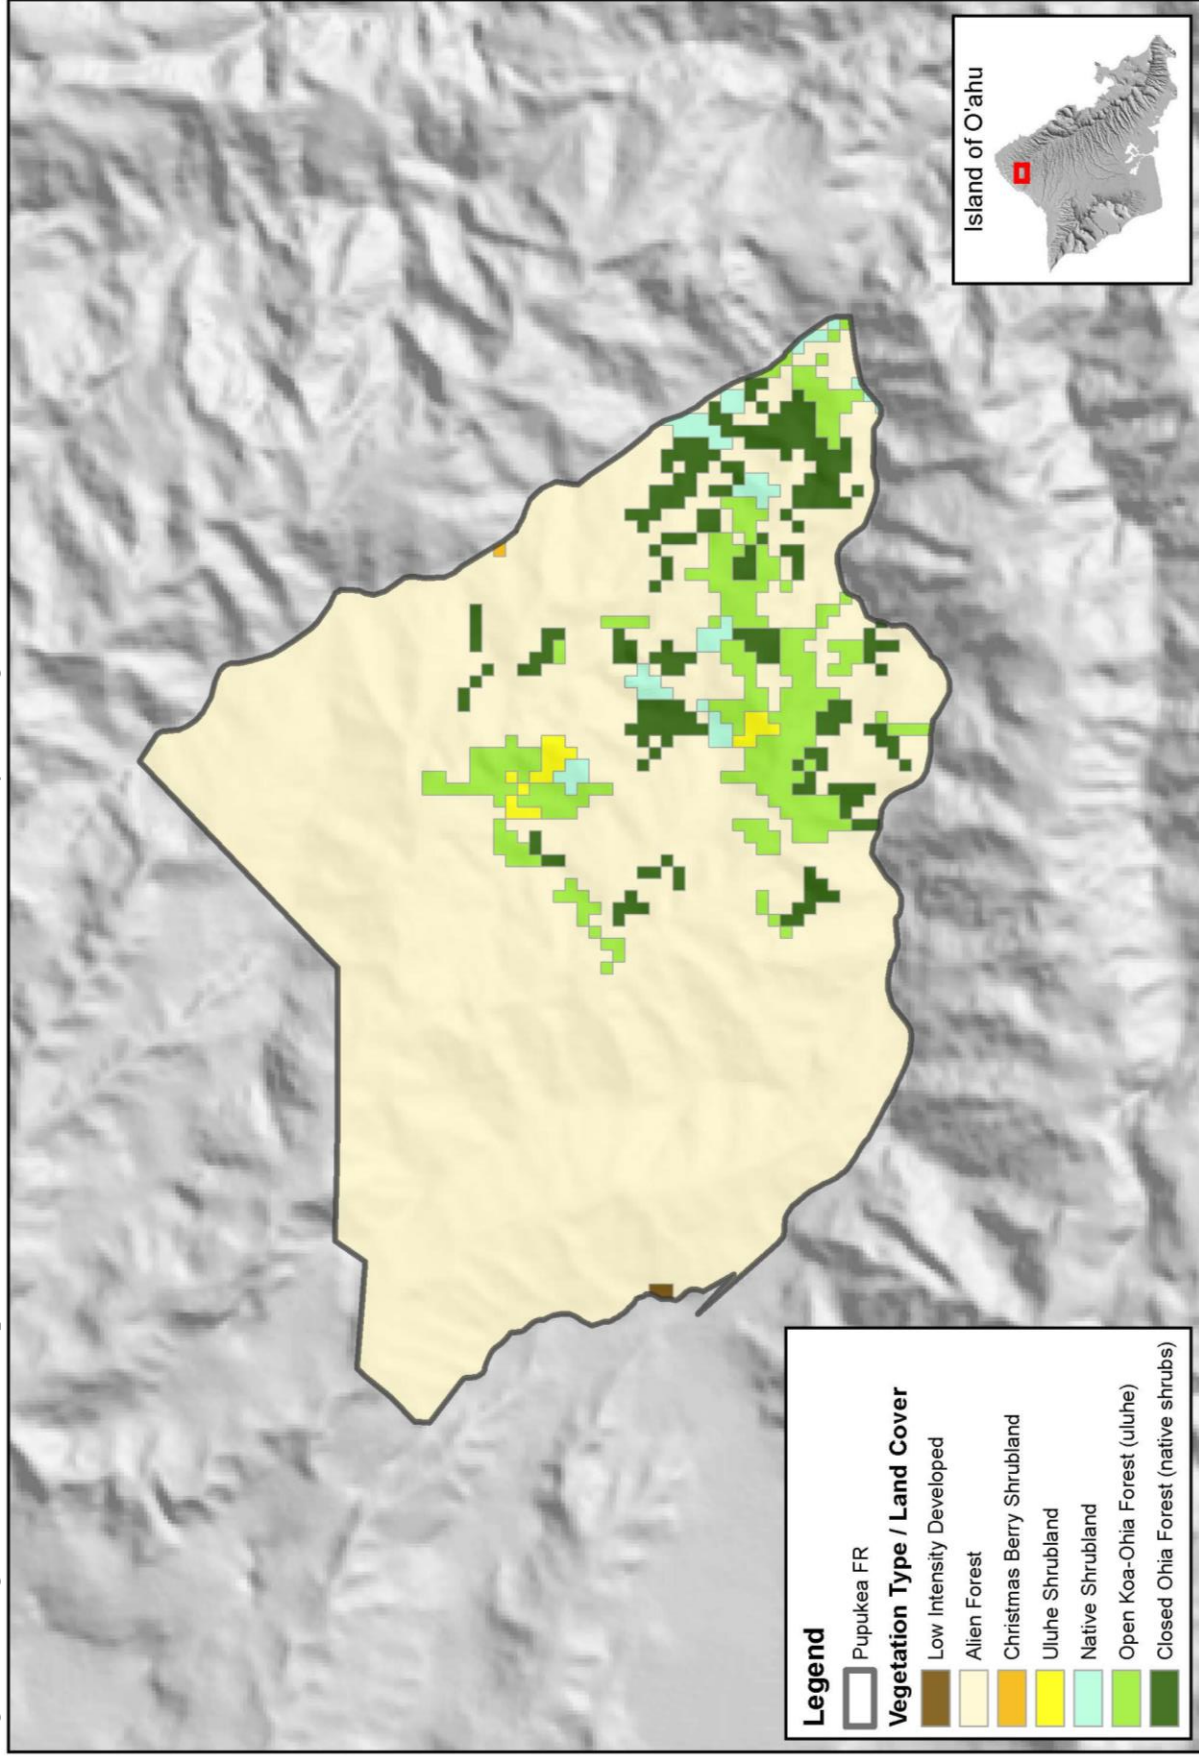 Island of O'ahu
Legend
Pupukea FR
Vegetation Type / Land Cover
Low Intensity Developed
Alien Forest
Christmas Berry Shrubland
Uluhe Shrubland
Native Shrubland
Open Koa-Ohia Forest (uluhe)
Closed Ohia Forest (native shrubs)